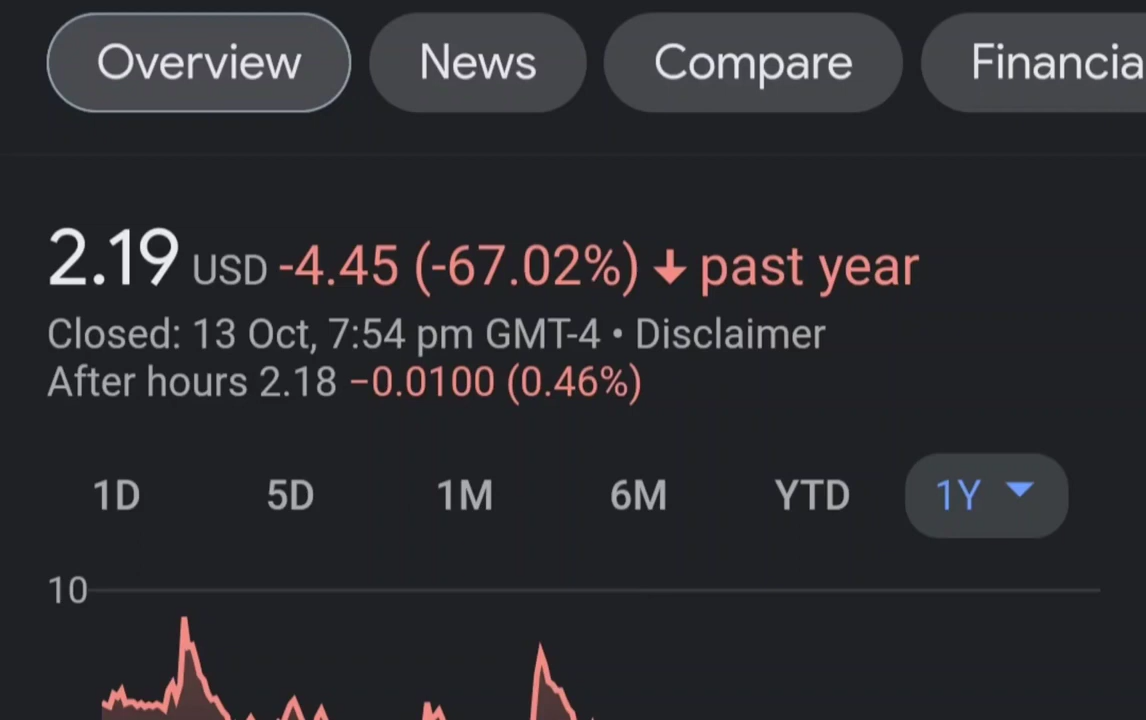 Overview News Compare Financia
2.19 USD -4.45 (-67.02%) ↓ past year
Closed: 13 Oct, 7:54 pm GMT-4 • Disclaimer
After hours 2.18 −0.0100 (0.46%)
1D 5D 1M 6M YTD 1Y
10